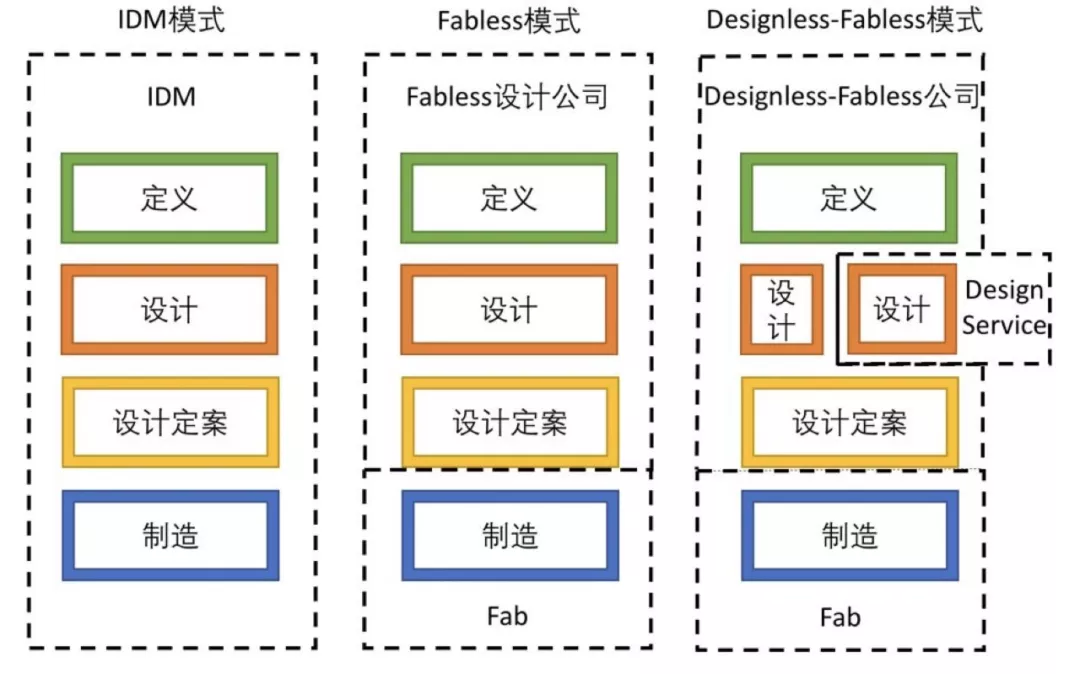 IDM模式
IDM
定义
设计
设计定案
制造
Fabless模式
Fabless设计公司
定义
设计
设计定案
制造
Fab
Designless-Fabless模式
Designless-Fabless公司
定义
设
计
设计
Design
Service
设计定案
制造
Fab